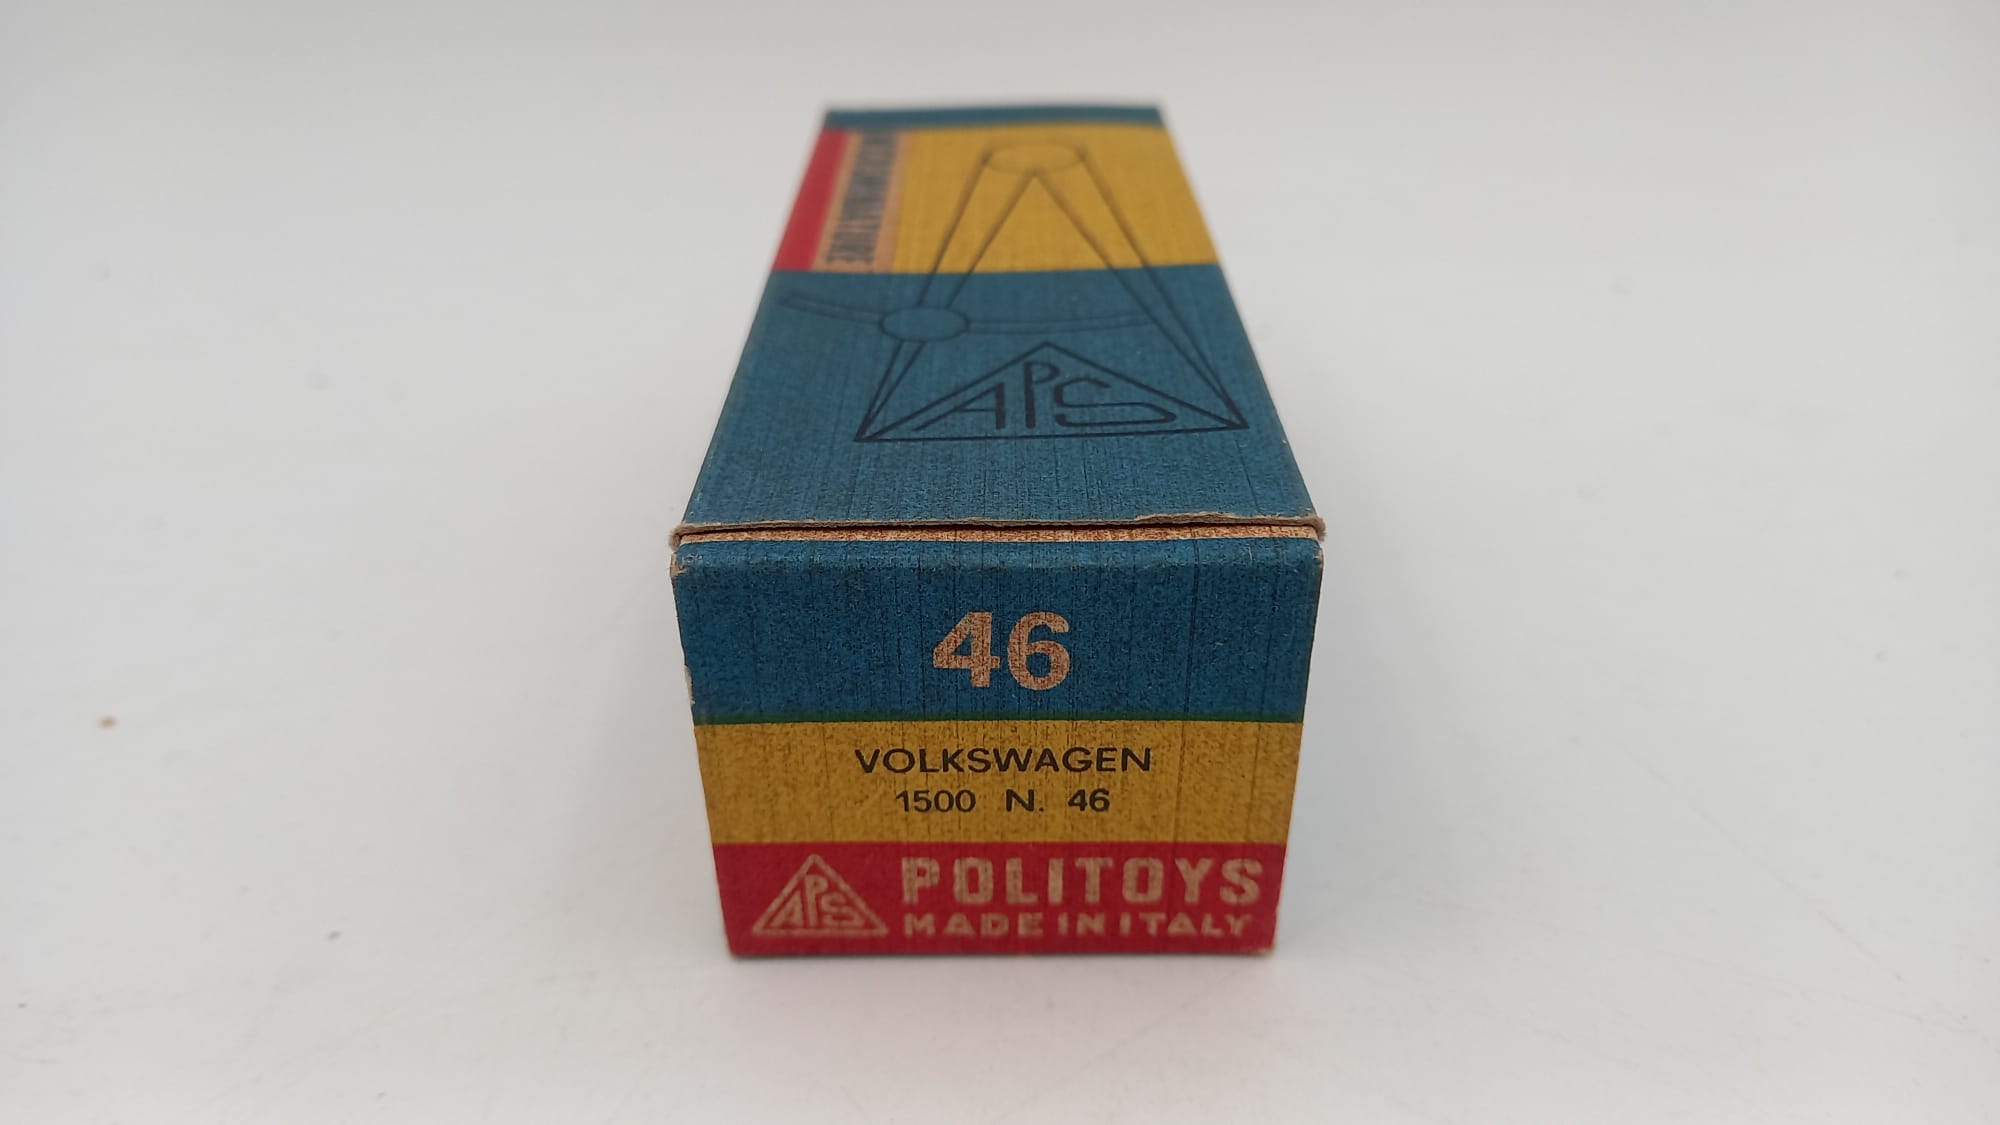 APS
46
VOLKSWAGEN
1500 N. 46
APS
POLITOYS
MADE IN ITALY